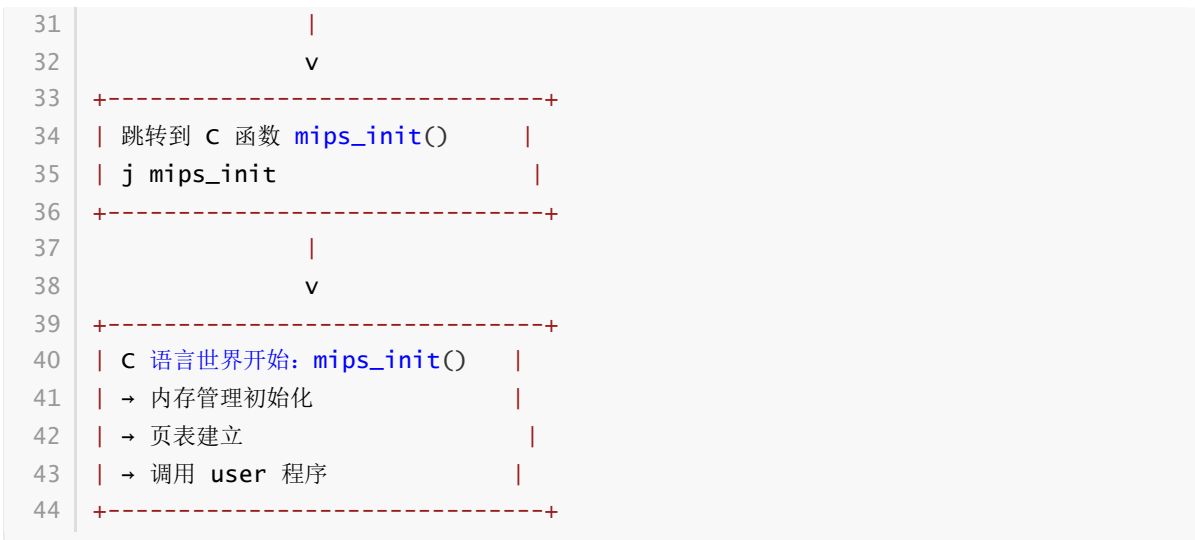 31                 |
32                 v
33  +-------------------------------+
34  | 跳转到 C 函数 mips_init()      |
35  | j mips_init                   |
36  +-------------------------------+
37                 |
38                 v
39  +-------------------------------+
40  | C 语言世界开始：mips_init()   |
41  | → 内存管理初始化              |
42  | → 页表建立                     |
43  | → 调用 user 程序              |
44  +-------------------------------+